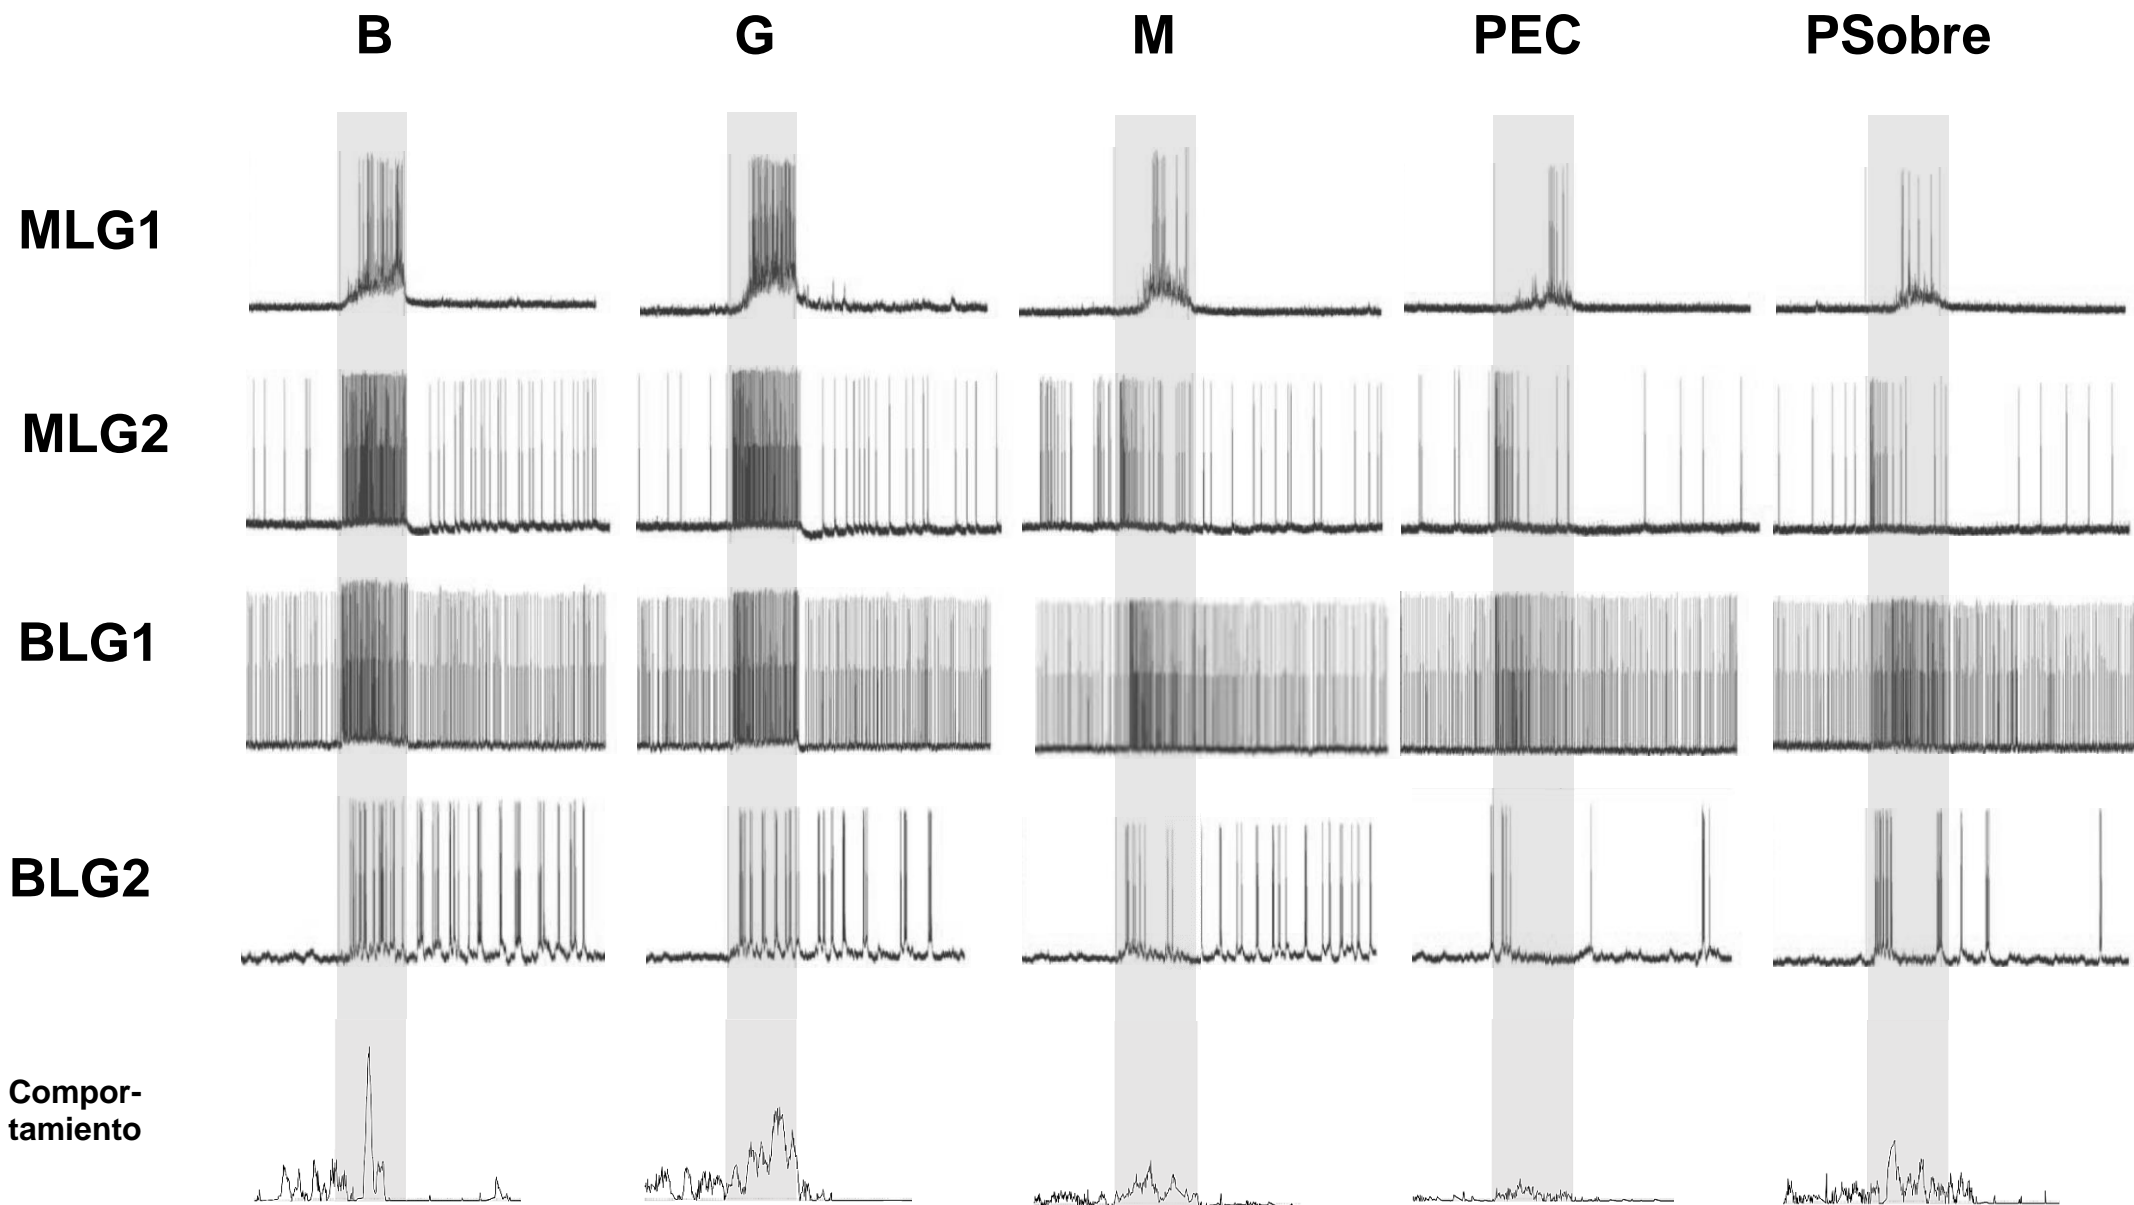 B G M PEC PSobre
MLG1
MLG2
BLG1
BLG2
Compor-
tamiento